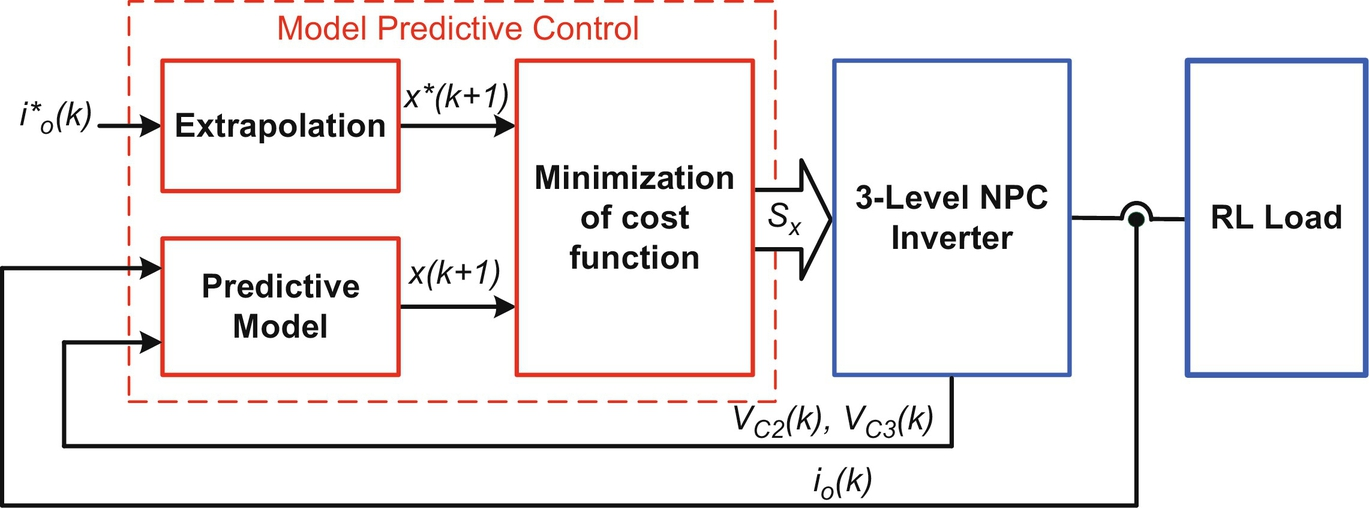 Model Predictive Control
i*o(k)
Extrapolation
x*(k+1)
Minimization
of cost
function
Sx
3-Level NPC
Inverter
RL Load
Predictive
Model
x(k+1)
VC2(k), VC3(k)
io(k)